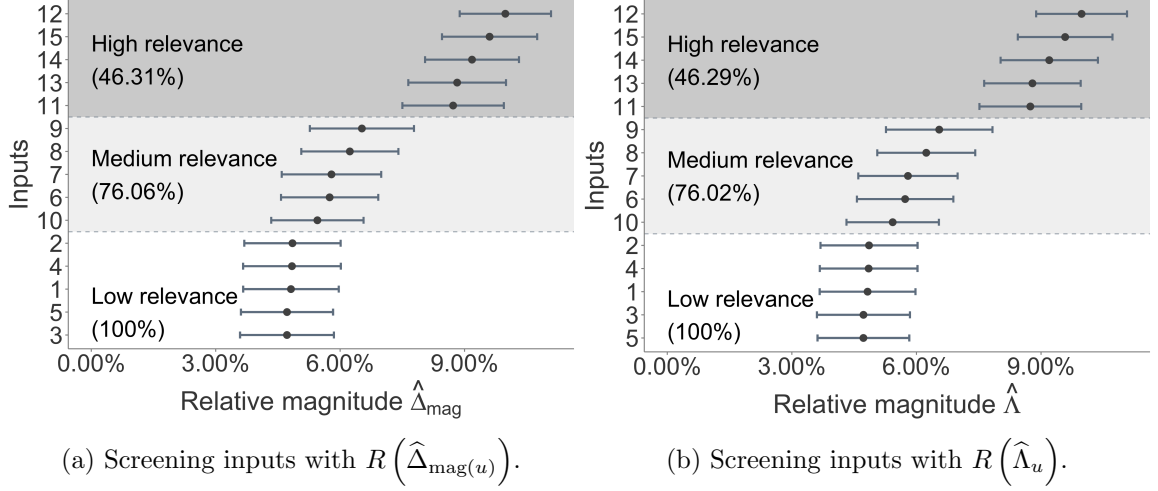 Inputs
12
15
14
13
11
9
8
7
6
10
2
4
1
5
3
High relevance
(46.31%)
Medium relevance
(76.06%)
Low relevance
(100%)
0.00% 3.00% 6.00% 9.00%
Relative magnitude Δ̂mag
(a) Screening inputs with R(Δ̂mag(u)).
Inputs
12
15
14
13
11
9
8
7
6
10
2
4
1
3
5
High relevance
(46.29%)
Medium relevance
(76.02%)
Low relevance
(100%)
0.00% 3.00% 6.00% 9.00%
Relative magnitude Λ̂
(b) Screening inputs with R(Λ̂u).